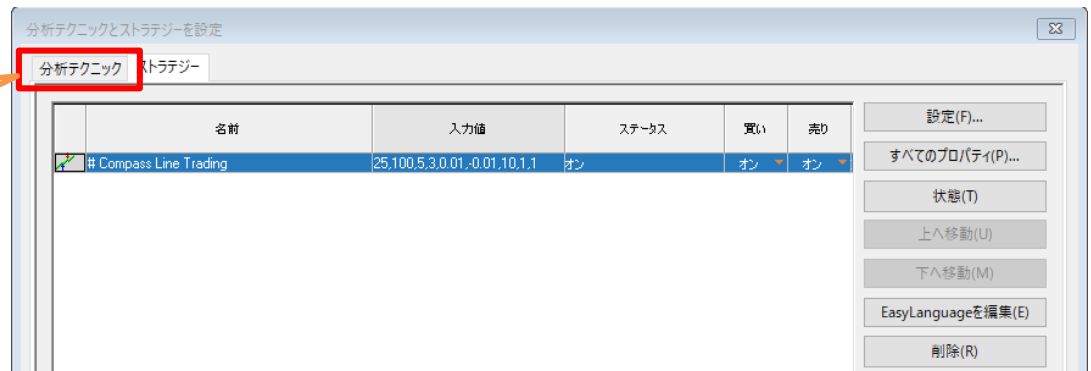 分析テクニックとストラテジーを設定
分析テクニック ストラテジー
名前 入力値 ステータス 買い 売り
# Compass Line Trading 25,100,5,3,0.01,-0.01,10,1,1 オン オン オン
設定(F)...
すべてのプロパティ(P)...
状態(T)
上へ移動(U)
下へ移動(M)
EasyLanguageを編集(E)
削除(R)